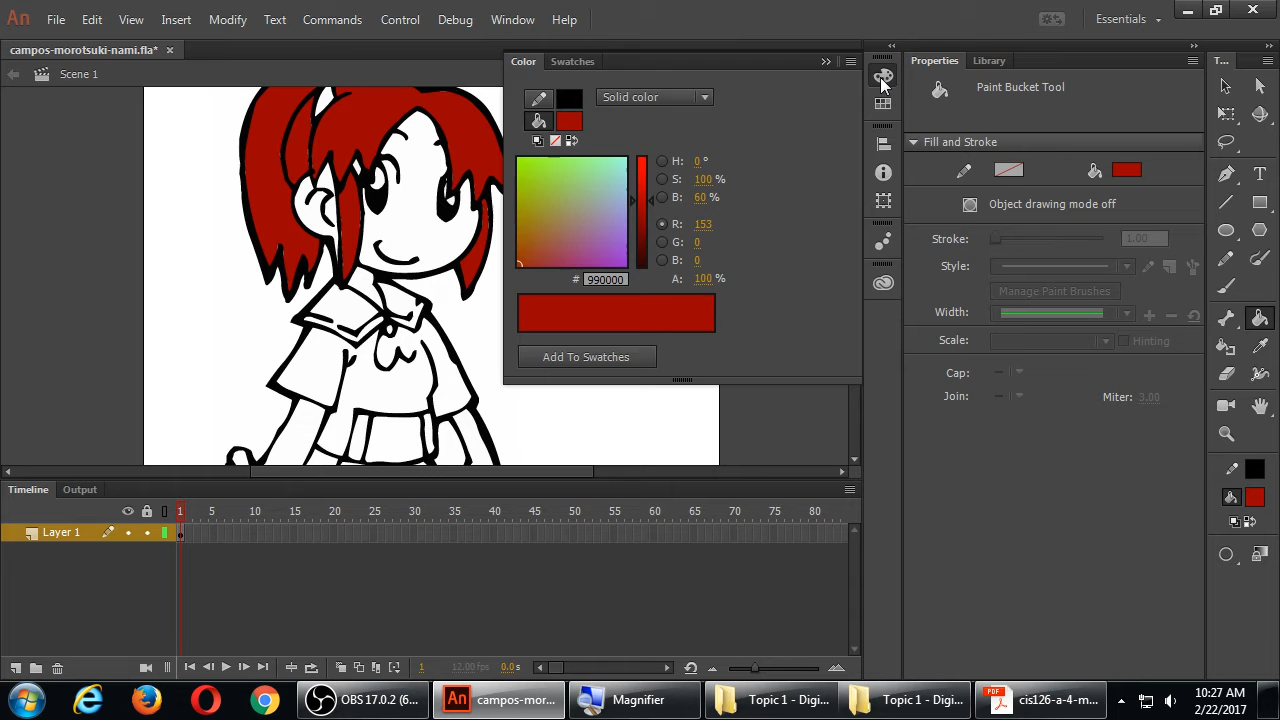 An File Edit View Insert Modify Text Commands Control Debug Window Help Essentials
campos-morotsuki-nami.fla* ×
Scene 1
Color Swatches
Solid color
H: 0 °
S: 100 %
B: 60 %
R: 153
G: 0
B: 0
# 990000 A: 100 %
Add To Swatches
Properties Library
Paint Bucket Tool
Fill and Stroke
Object drawing mode off
Stroke: 1.00
Style:
Manage Paint Brushes
Width:
Scale: Hinting
Cap:
Join: Miter: 3.00
T...
Timeline Output
1 5 10 15 20 25 30 35 40 45 50 55 60 65 70 75 80
Layer 1
1 12.00 fps 0.0 s
OBS 17.0.2 (6... An campos-mor... Magnifier Topic 1 - Digi... Topic 1 - Digi... PDF cis126-a-4-m...
10:27 AM
2/22/2017